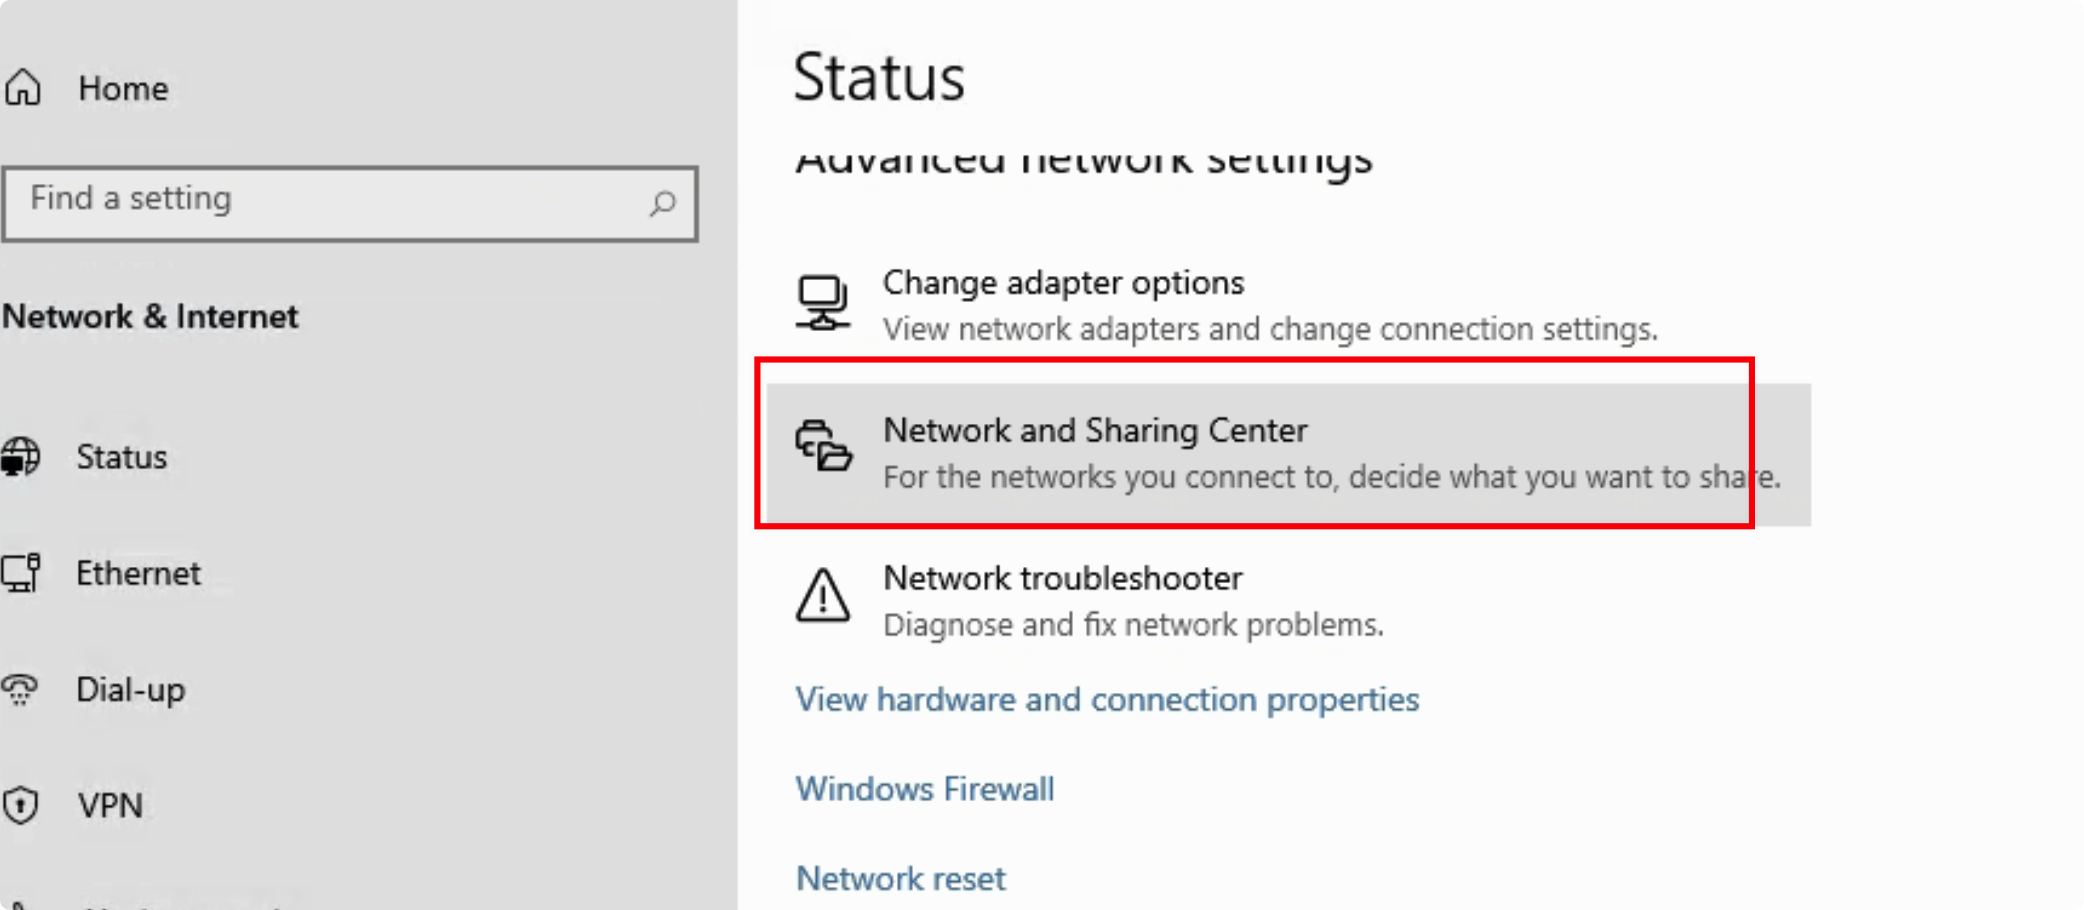 Home
Find a setting
Network & Internet
Status
Ethernet
Dial-up
VPN
Status
Advanced network settings
Change adapter options
View network adapters and change connection settings.
Network and Sharing Center
For the networks you connect to, decide what you want to share.
Network troubleshooter
Diagnose and fix network problems.
View hardware and connection properties
Windows Firewall
Network reset